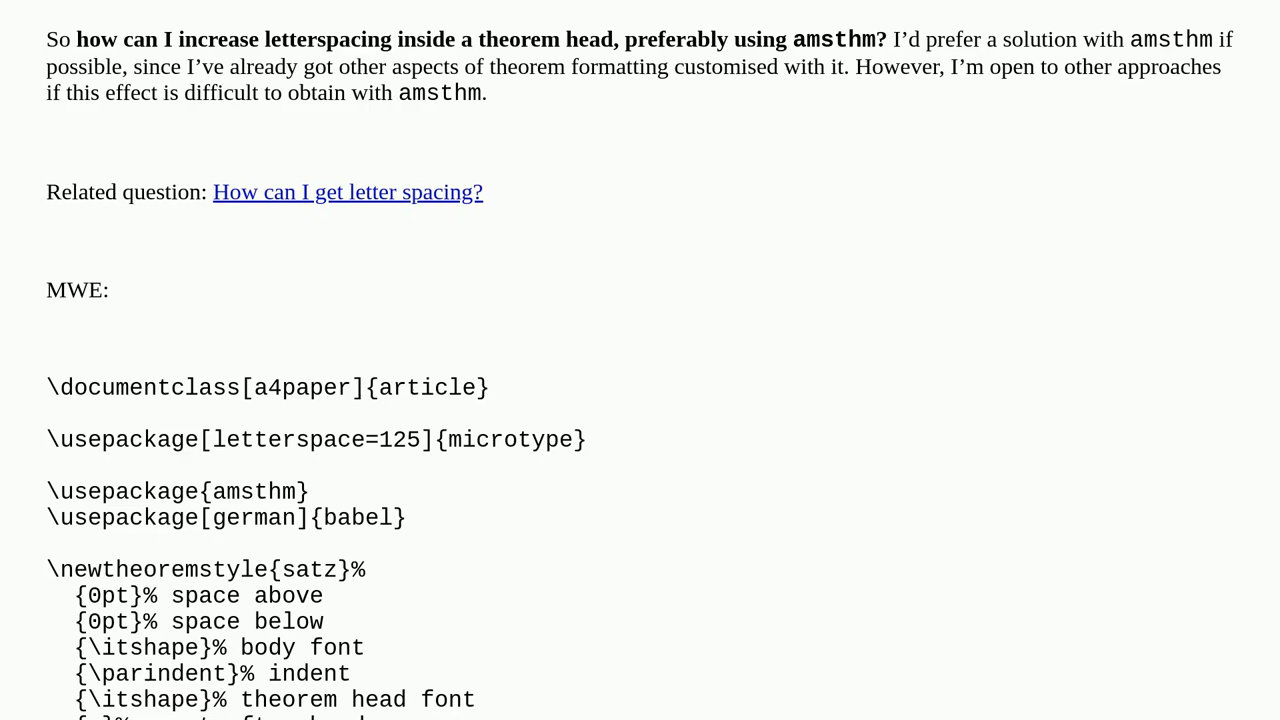 So how can I increase letterspacing inside a theorem head, preferably using amsthm? I’d prefer a solution with amsthm if
possible, since I’ve already got other aspects of theorem formatting customised with it. However, I’m open to other approaches
if this effect is difficult to obtain with amsthm.
Related question: How can I get letter spacing?
MWE:
\documentclass[a4paper]{article}
\usepackage[letterspace=125]{microtype}
\usepackage{amsthm}
\usepackage[german]{babel}
\newtheoremstyle{satz}%
{0pt}% space above
{0pt}% space below
{\itshape}% body font
{\parindent}% indent
{\itshape}% theorem head font